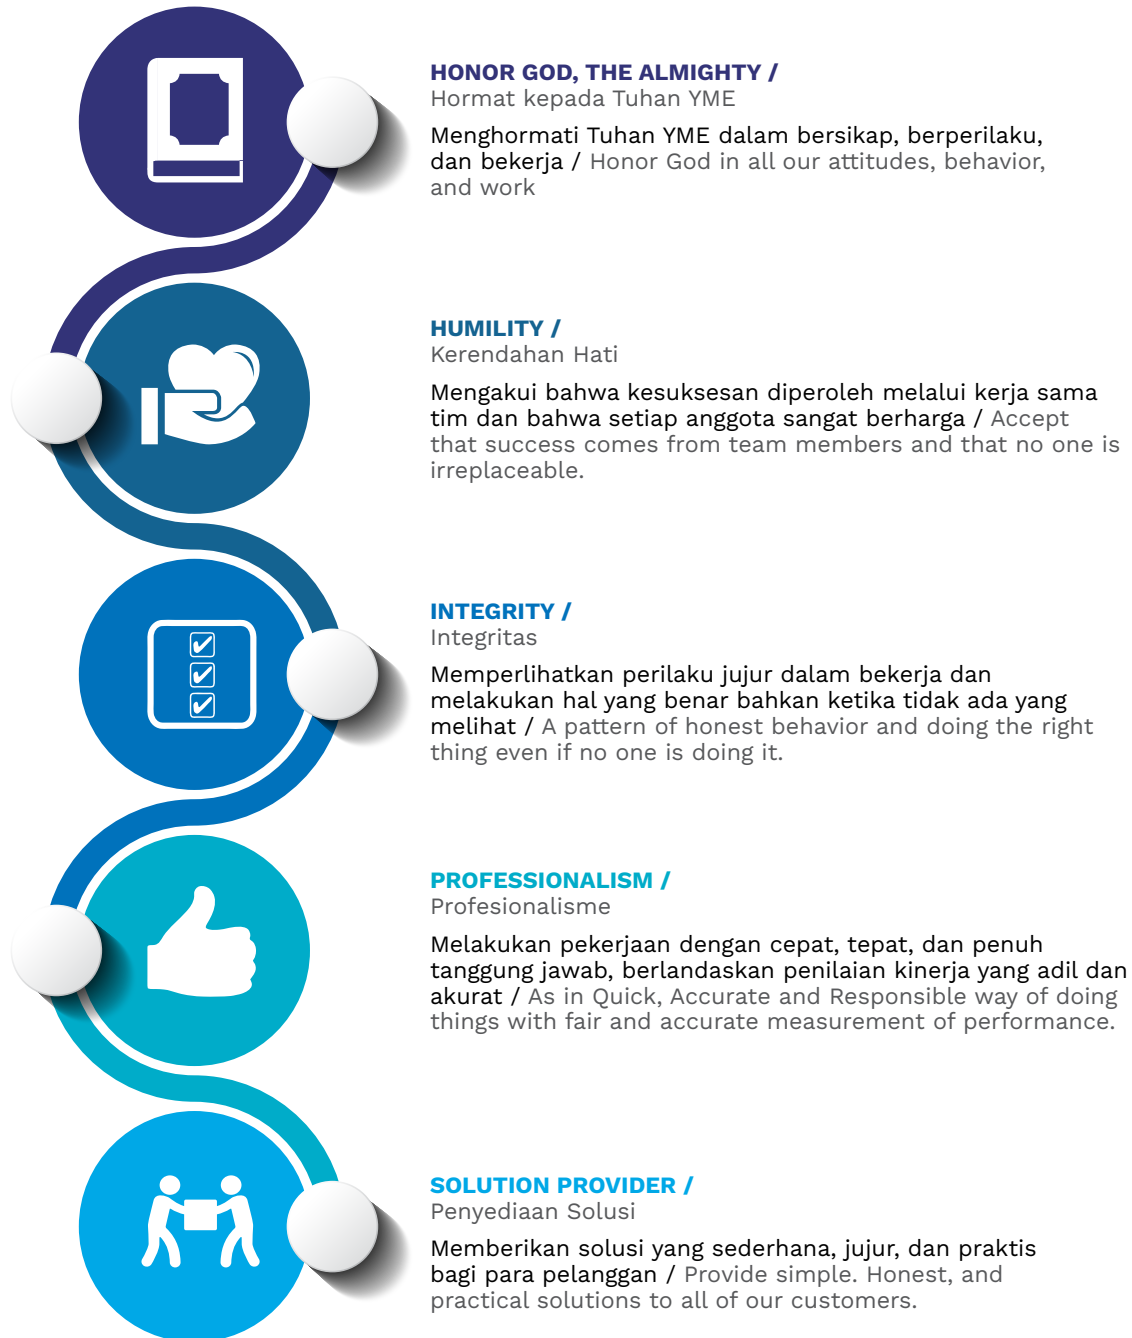 HONOR GOD, THE ALMIGHTY /
Hormat kepada Tuhan YME
Menghormati Tuhan YME dalam bersikap, berperilaku,
dan bekerja / Honor God in all our attitudes, behavior,
and work
HUMILITY /
Kerendahan Hati
Mengakui bahwa kesuksesan diperoleh melalui kerja sama
tim dan bahwa setiap anggota sangat berharga / Accept
that success comes from team members and that no one is
irreplaceable.
INTEGRITY /
Integritas
Memperlihatkan perilaku jujur dalam bekerja dan
melakukan hal yang benar bahkan ketika tidak ada yang
melihat / A pattern of honest behavior and doing the right
thing even if no one is doing it.
PROFESSIONALISM /
Profesionalisme
Melakukan pekerjaan dengan cepat, tepat, dan penuh
tanggung jawab, berlandaskan penilaian kinerja yang adil dan
akurat / As in Quick, Accurate and Responsible way of doing
things with fair and accurate measurement of performance.
SOLUTION PROVIDER /
Penyediaan Solusi
Memberikan solusi yang sederhana, jujur, dan praktis
bagi para pelanggan / Provide simple. Honest, and
practical solutions to all of our customers.